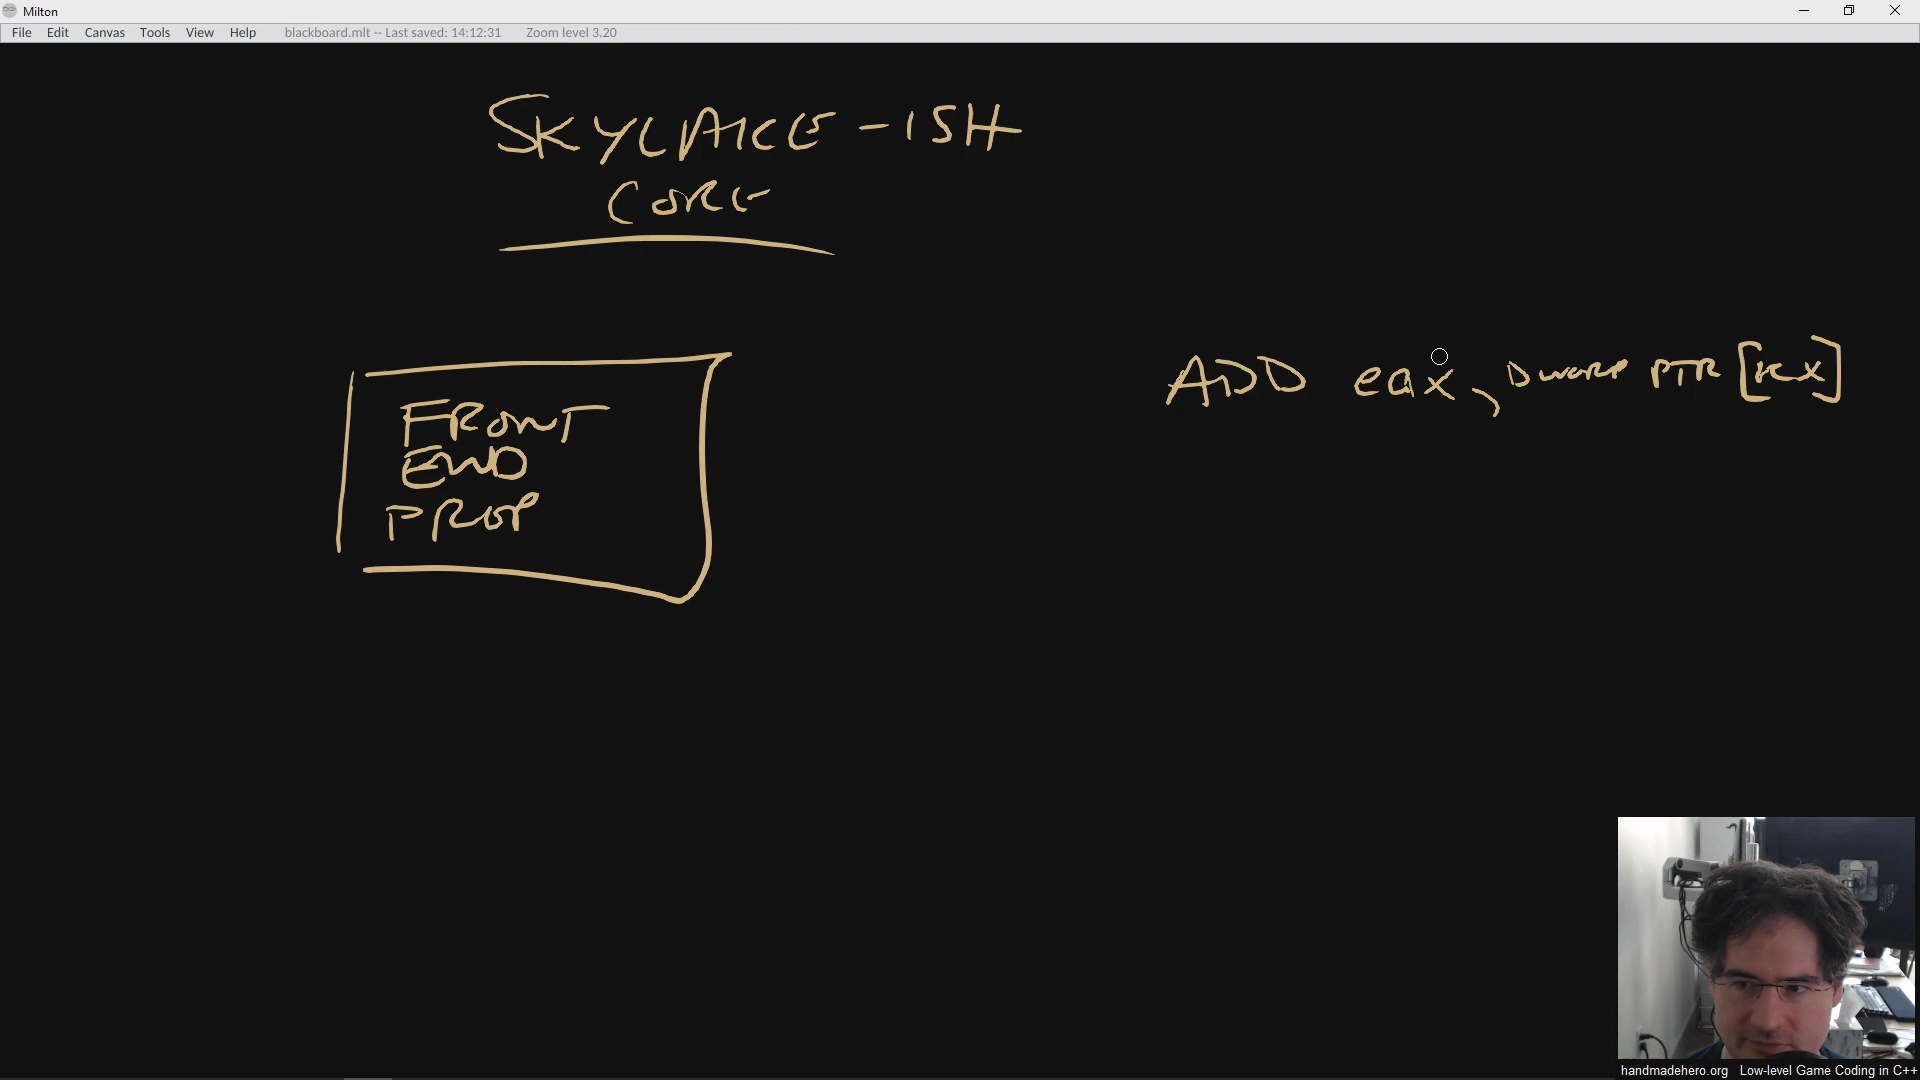 Milton
File Edit Canvas Tools View Help blackboard.mlt -- Last saved: 14:12:31 Zoom level 3.20
SKYLAKE-ISH
CORE
ADD eax, DWORD PTR []
FRONT
END
PROP
handmadehero.org Low-level Game Coding in C++